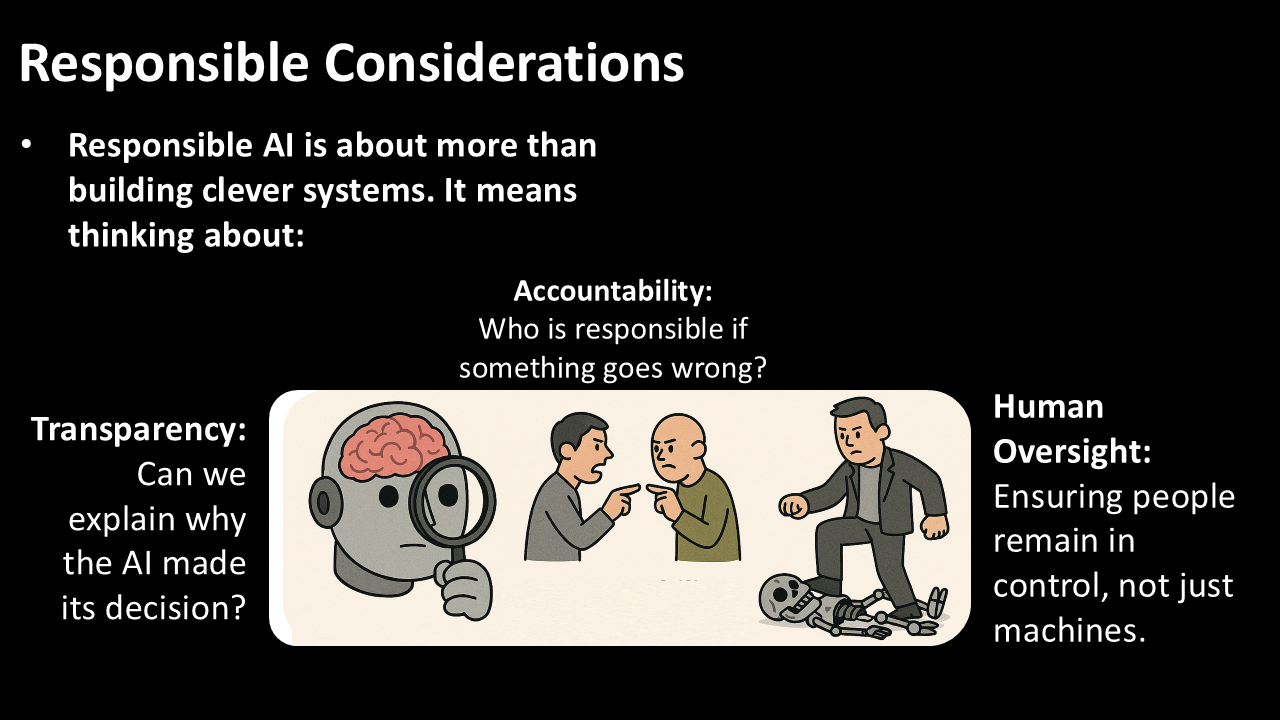 Responsible Considerations
• Responsible AI is about more than
building clever systems. It means
thinking about:
Accountability:
Who is responsible if
something goes wrong?
Transparency:
Can we
explain why
the AI made
its decision?
Human
Oversight:
Ensuring people
remain in
control, not just
machines.